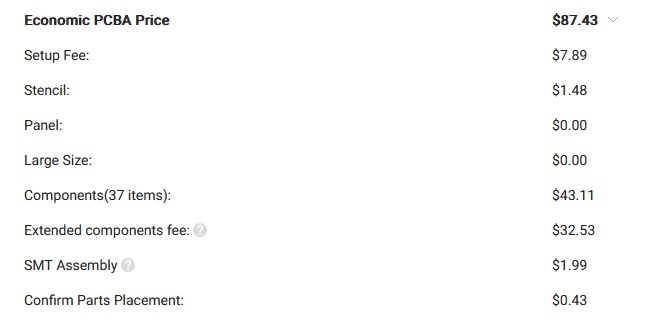 Economic PCBA Price $87.43
Setup Fee: $7.89
Stencil: $1.48
Panel: $0.00
Large Size: $0.00
Components(37 items): $43.11
Extended components fee: ? $32.53
SMT Assembly ? $1.99
Confirm Parts Placement: $0.43